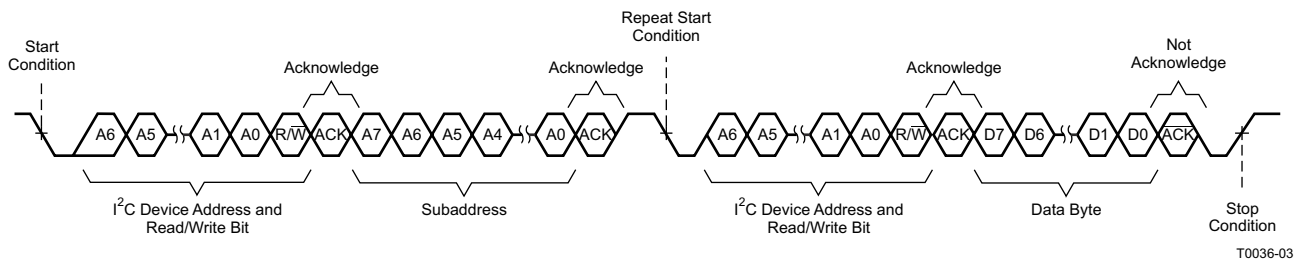 Start
Condition
Acknowledge
Acknowledge
Repeat Start
Condition
Acknowledge
Not
Acknowledge
A6 A5 A1 A0 R/W̅ ACK A7 A6 A5 A4 A0 ACK A6 A5 A1 A0 R/W̅ ACK D7 D6 D1 D0 A̅C̅K̅
I²C Device Address and
Read/Write Bit
Subaddress
I²C Device Address and
Read/Write Bit
Data Byte
Stop
Condition
T0036-03